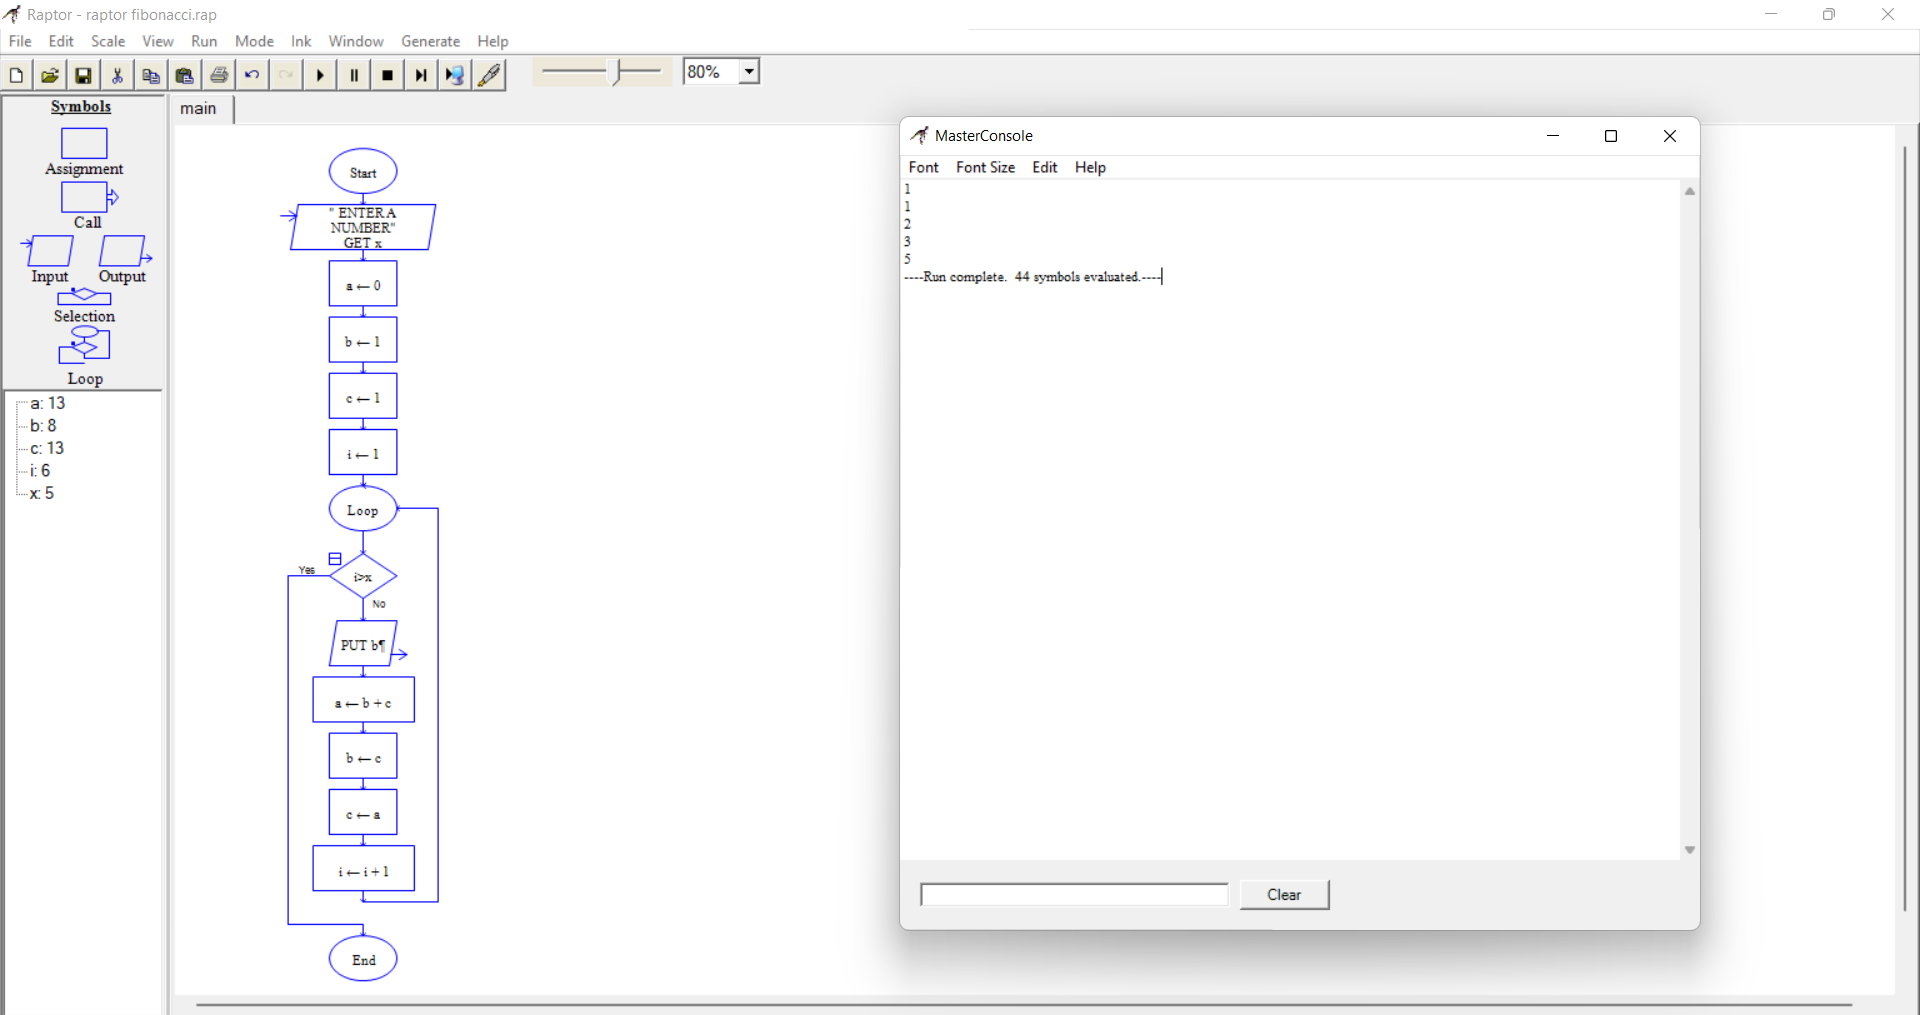 Raptor - raptor fibonacci.rap
File Edit Scale View Run Mode Ink Window Generate Help
80%
Symbols
Assignment
Call
Input Output
Selection
Loop
a: 13
b: 8
c: 13
i: 6
x: 5
main
Start
" ENTER A
NUMBER"
GET x
a ← 0
b ← 1
c ← 1
i ← 1
Loop
Yes
i>x
No
PUT b¶
a ← b + c
b ← c
c ← a
i ← i + 1
End
MasterConsole
Font Font Size Edit Help
1
1
2
3
5
----Run complete. 44 symbols evaluated.----
Clear